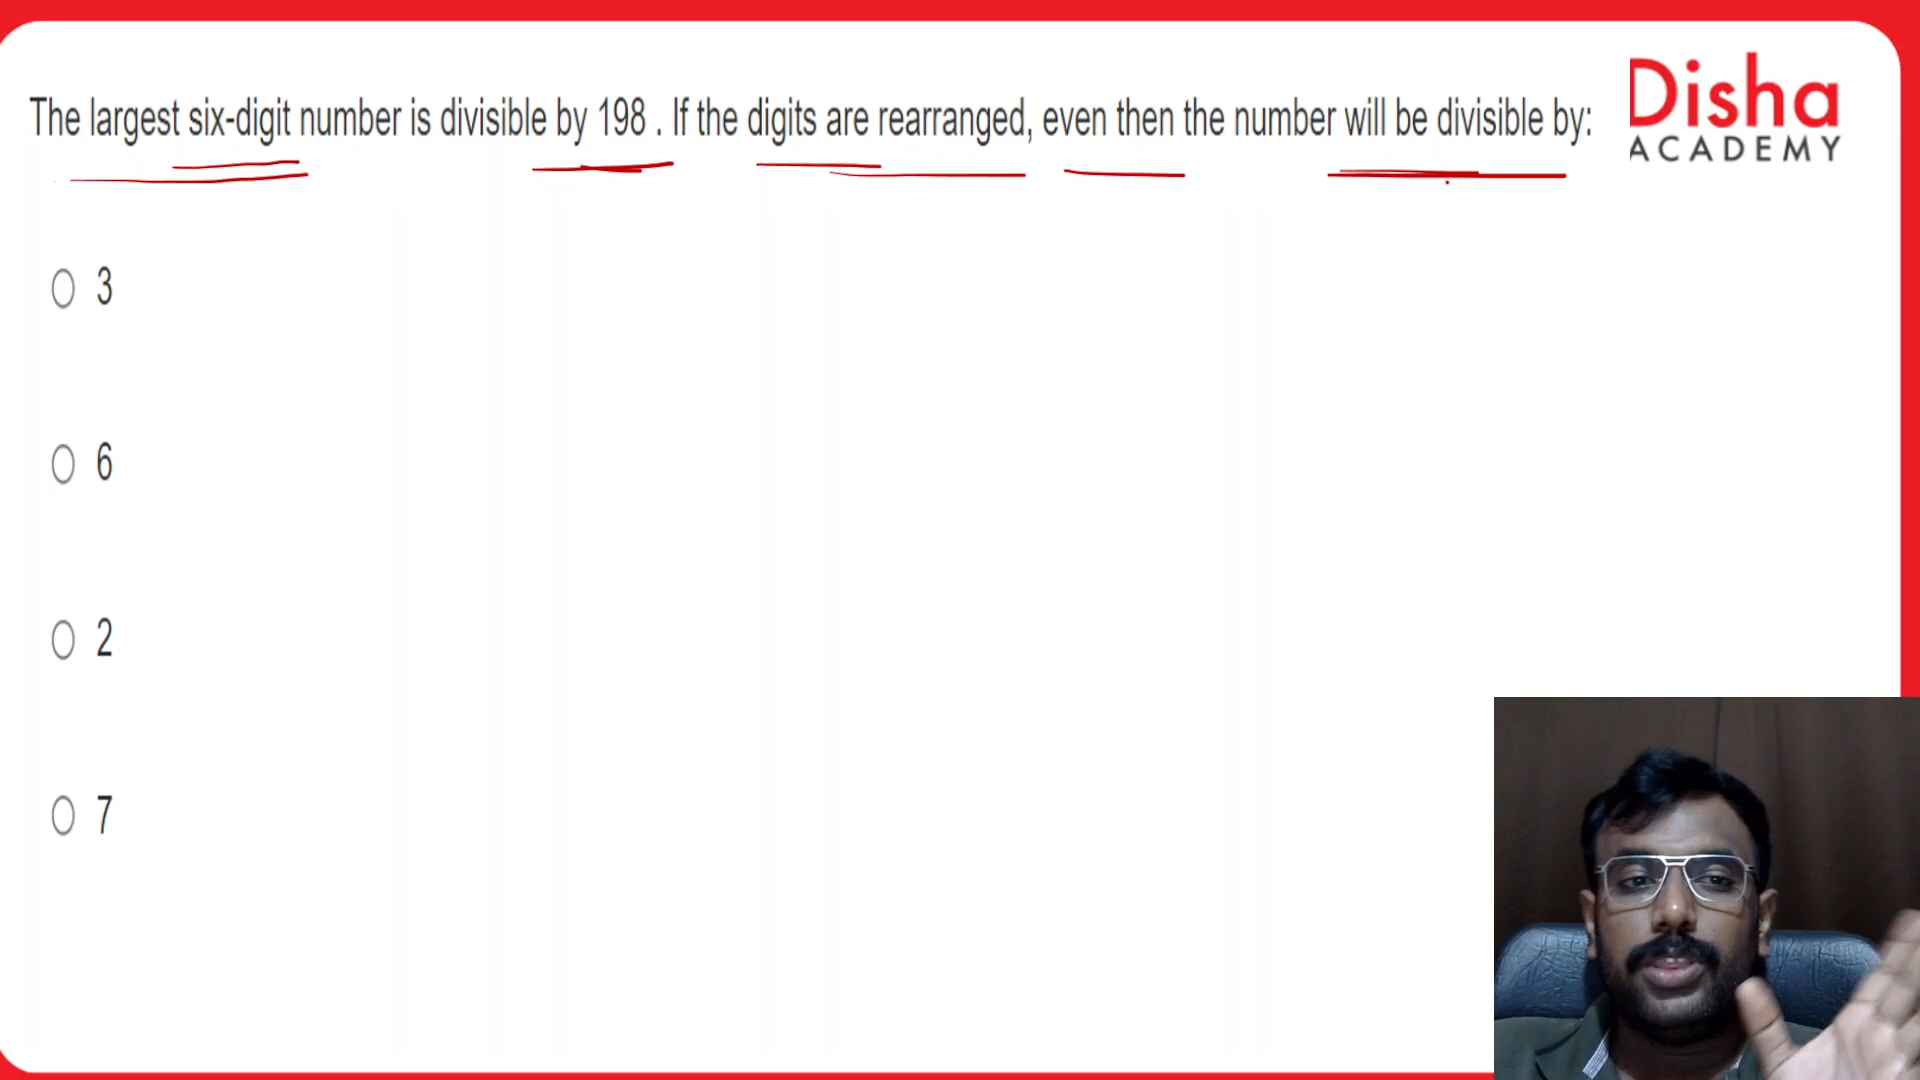 The largest six-digit number is divisible by 198 . If the digits are rearranged, even then the number will be divisible by:
Disha
ACADEMY
3
6
2
7